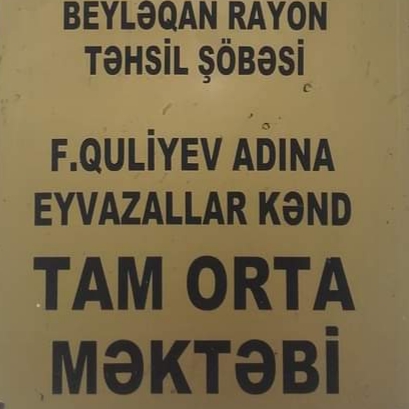 BEYLƏQAN RAYON
TƏHSİL ŞÖBƏSİ
F.QULİYEV ADINA
EYVAZALLAR KƏND
TAM ORTA
MƏKTƏBİ